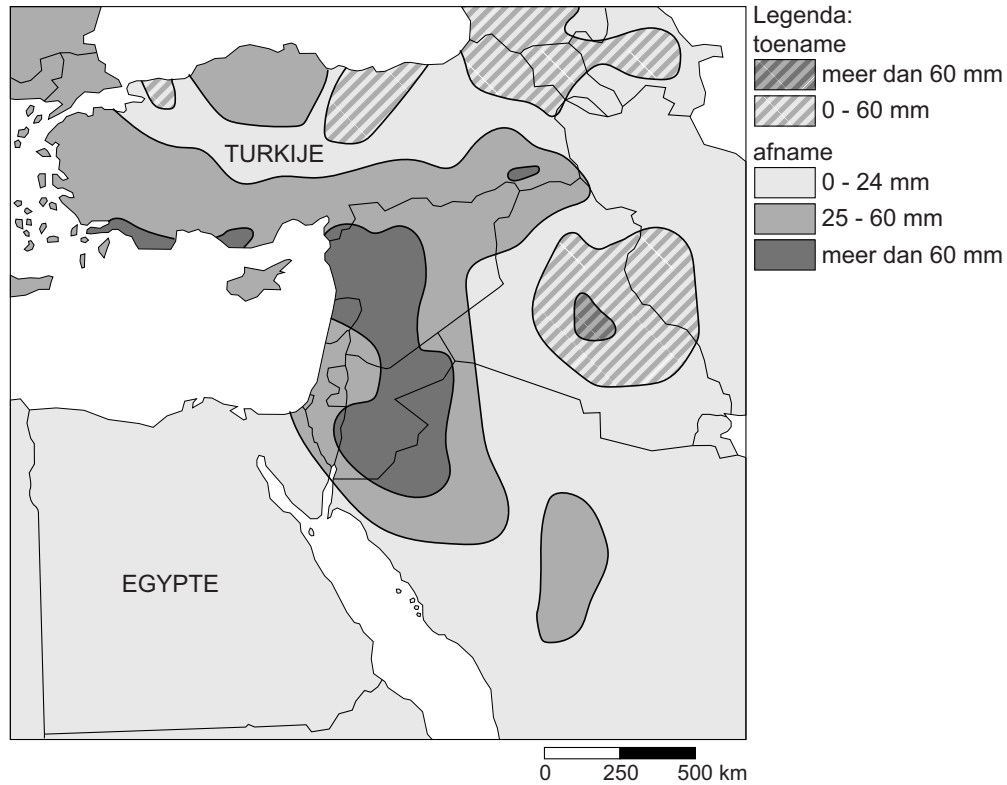 Legenda:
toename
meer dan 60 mm
0 - 60 mm
afname
0 - 24 mm
25 - 60 mm
meer dan 60 mm
TURKIJE
EGYPTE
0 250 500 km